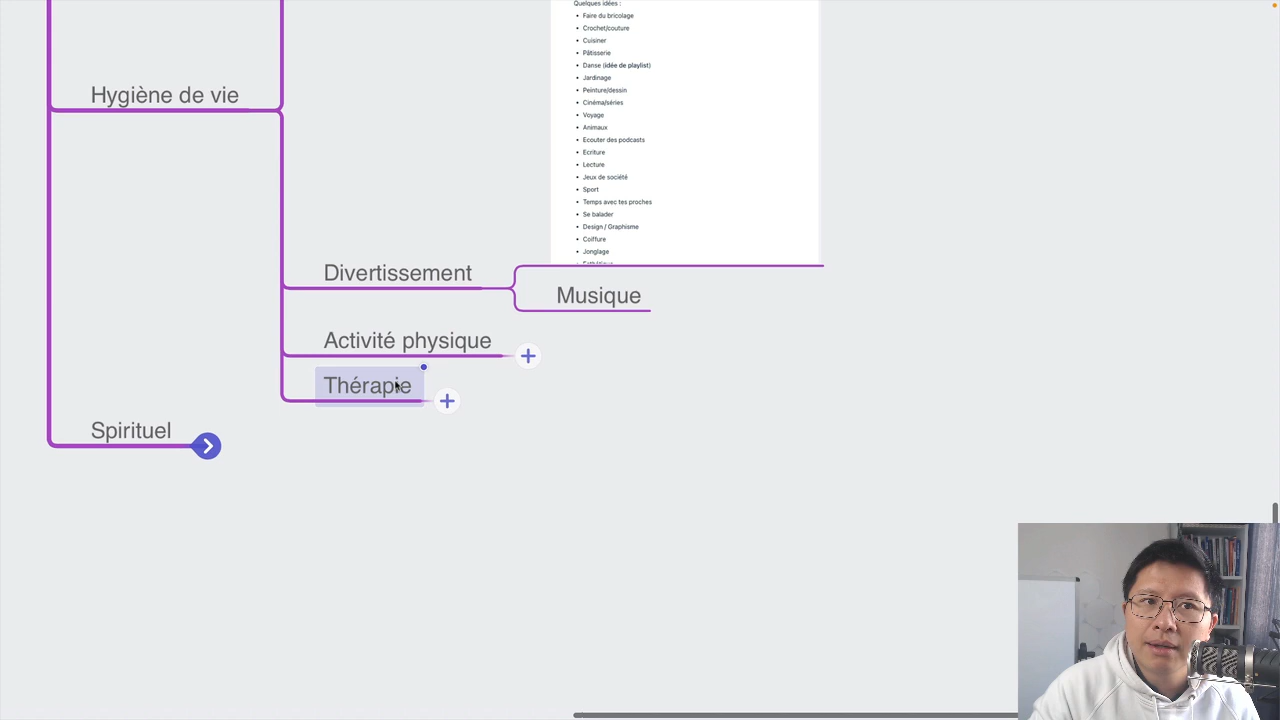 Quelques idées :
• Faire du bricolage
• Crochet/couture
• Cuisiner
• Pâtisserie
• Danse (idée de playlist)
• Jardinage
• Peinture/dessin
• Cinéma/séries
• Voyage
• Animaux
• Ecouter des podcasts
• Ecriture
• Lecture
• Jeux de société
• Sport
• Temps avec tes proches
• Se balader
• Design / Graphisme
• Coiffure
• Jonglage
Hygiène de vie
Divertissement
Musique
Activité physique
Thérapie
Spirituel